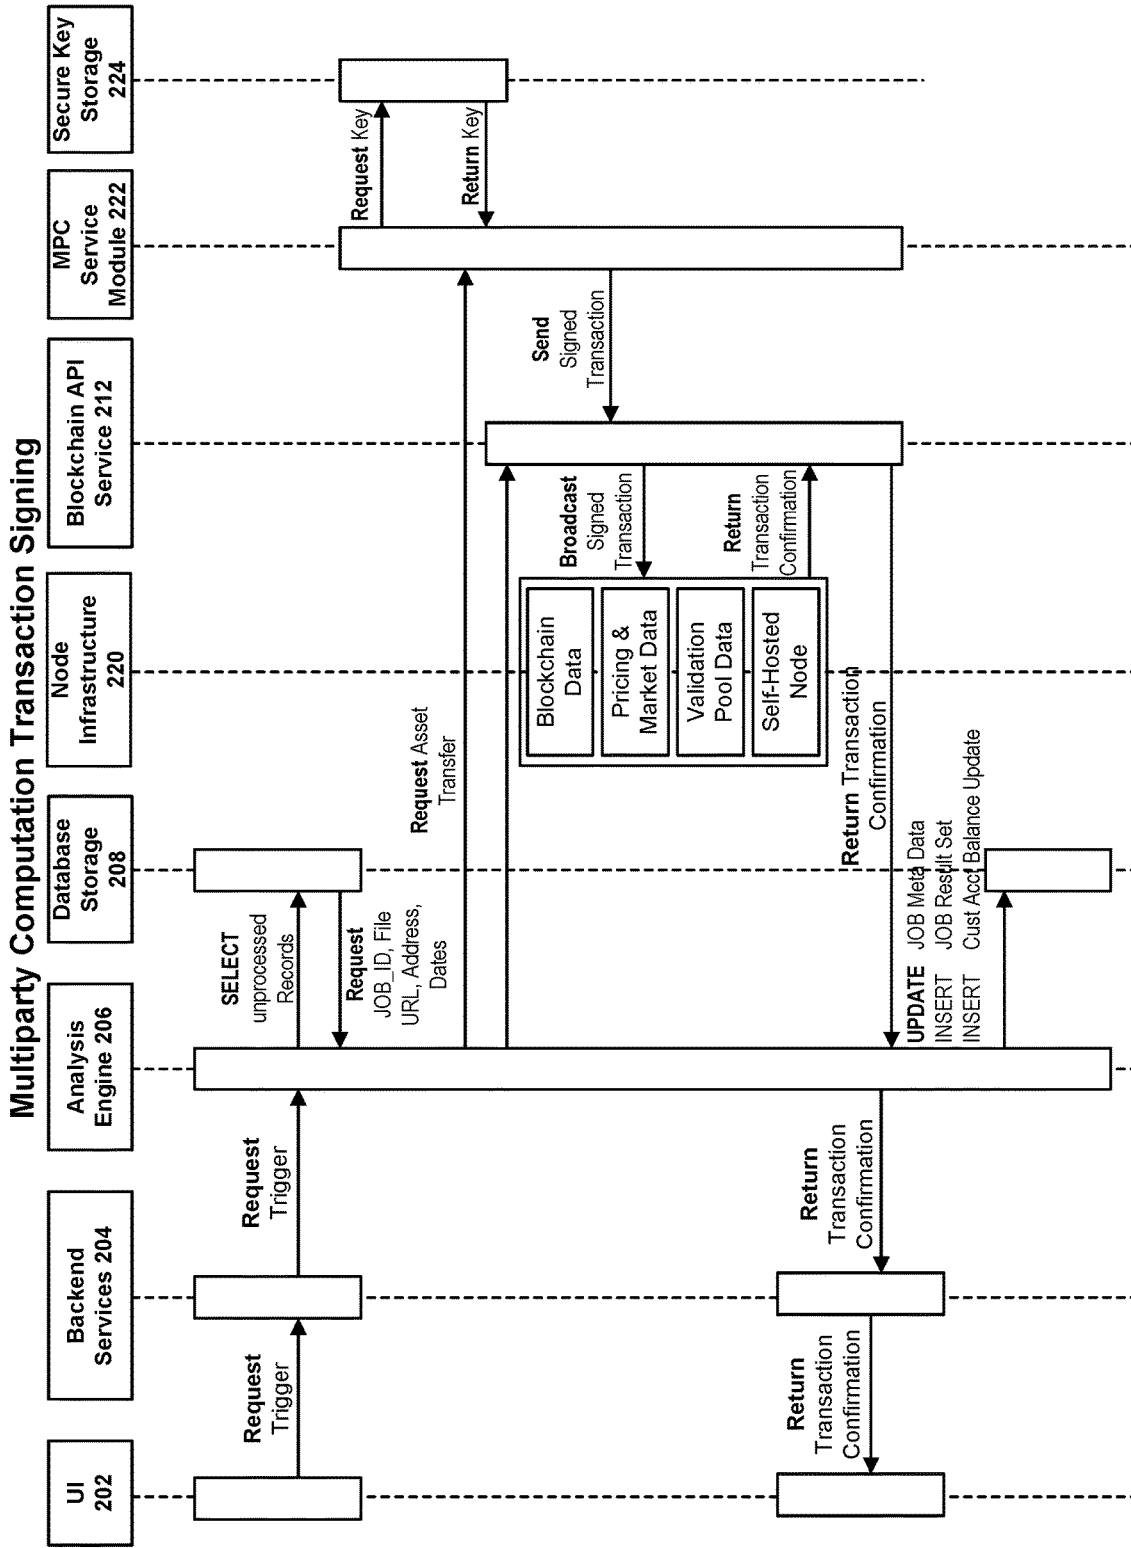 Multiparty Computation Transaction Signing
UI
202
Backend
Services 204
Analysis
Engine 206
Database
Storage
208
Node
Infrastructure
220
Blockchain API
Service 212
MPC
Service
Module 222
Secure Key
Storage
224
Request
Trigger
Request
Trigger
SELECT
unprocessed
Records
Request
JOB_ID, File
URL, Address,
Dates
Request Asset
Transfer
Request Key
Return Key
Send
Signed
Transaction
Broadcast
Signed
Transaction
Blockchain
Data
Pricing &
Market Data
Validation
Pool Data
Self-Hosted
Node
Return
Transaction
Confirmation
Return Transaction
Confirmation
Return
Transaction
Confirmation
Return
Transaction
Confirmation
UPDATE JOB Meta Data
INSERT JOB Result Set
INSERT Cust Acct Balance Update